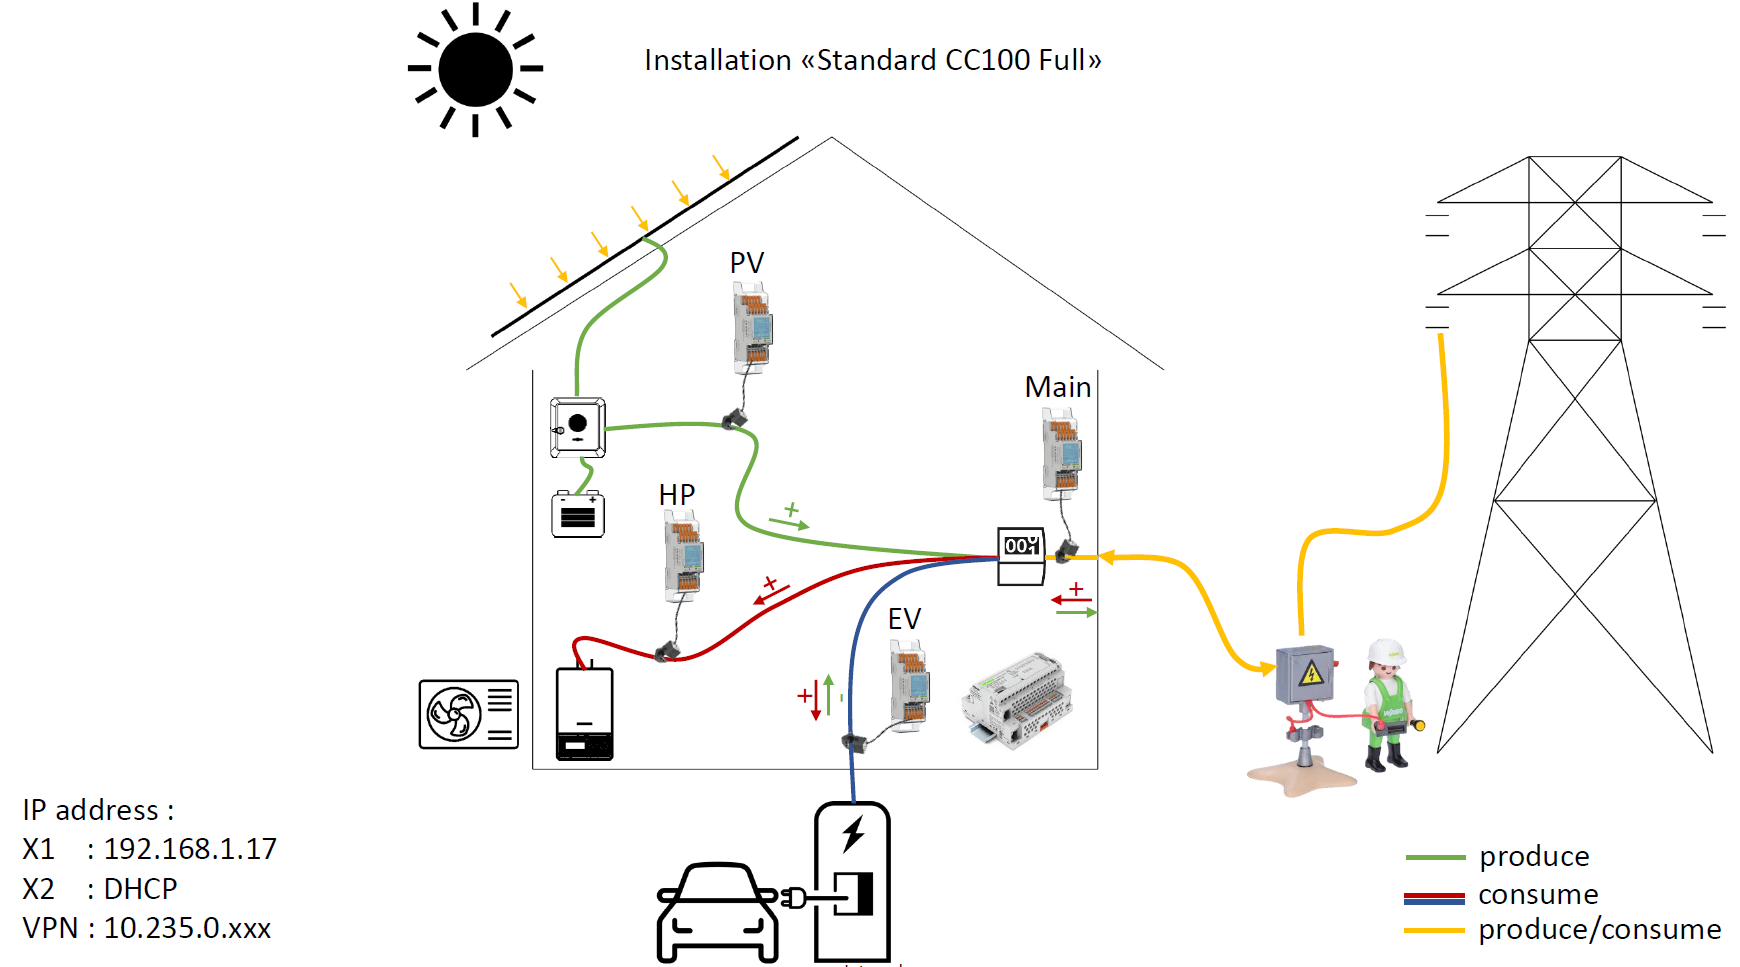 Installation «Standard CC100 Full»
PV
Main
HP
+
EV
+
+
+
-
IP address :
X1 : 192.168.1.17
X2 : DHCP
VPN : 10.235.0.xxx
produce
consume
produce/consume